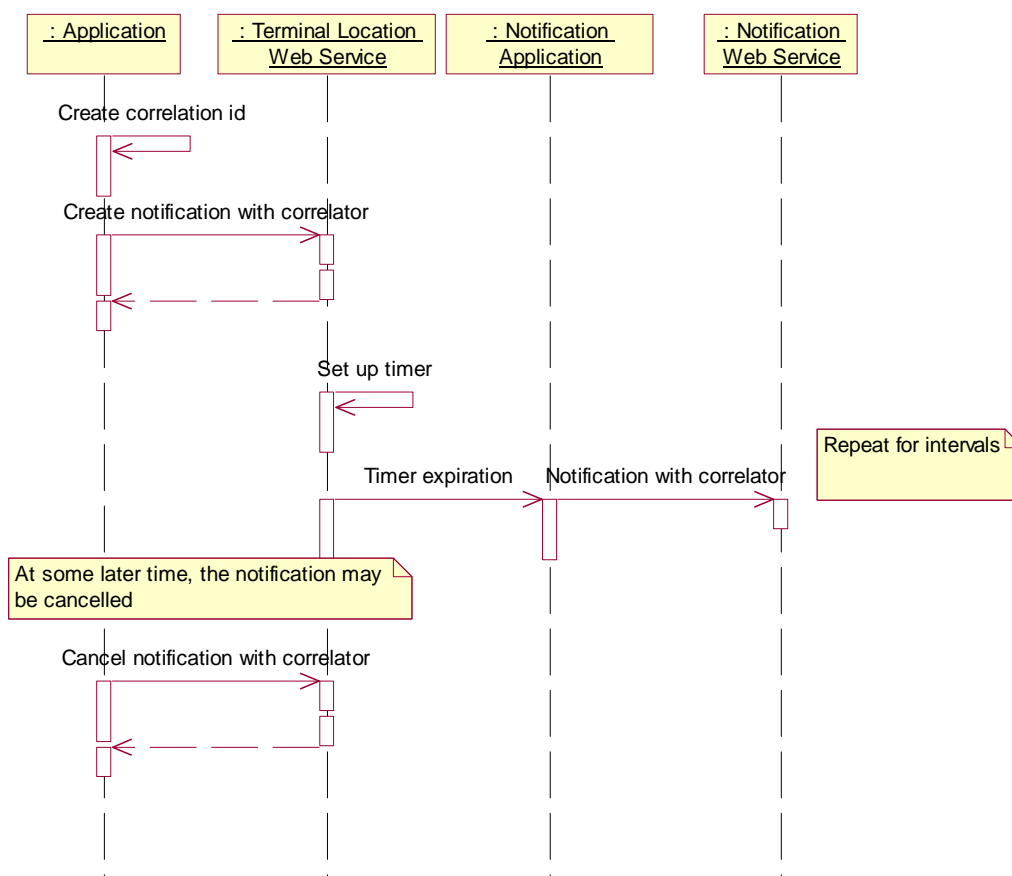 : Application
: Terminal Location
Web Service
: Notification
Application
: Notification
Web Service
Create correlation id
Create notification with correlator
Set up timer
Repeat for intervals
Timer expiration
Notification with correlator
At some later time, the notification may
be cancelled
Cancel notification with correlator